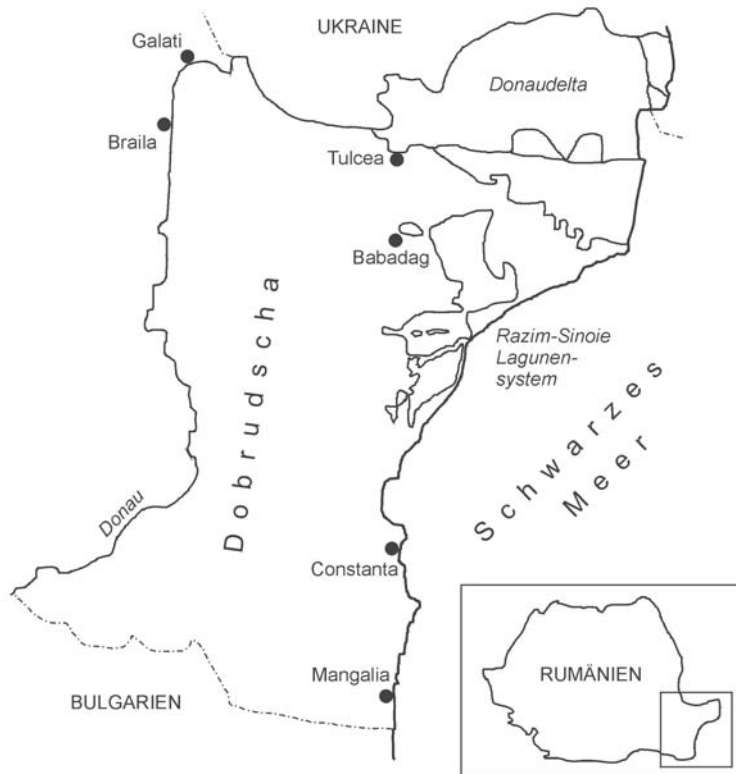 UKRAINE
Galati
Donaudelta
Braila
Tulcea
Babadag
Dobrudscha
Razim-Sinoie
Lagunen-
system
Schwarzes
Meer
Donau
Constanta
Mangalia
BULGARIEN
RUMÄNIEN